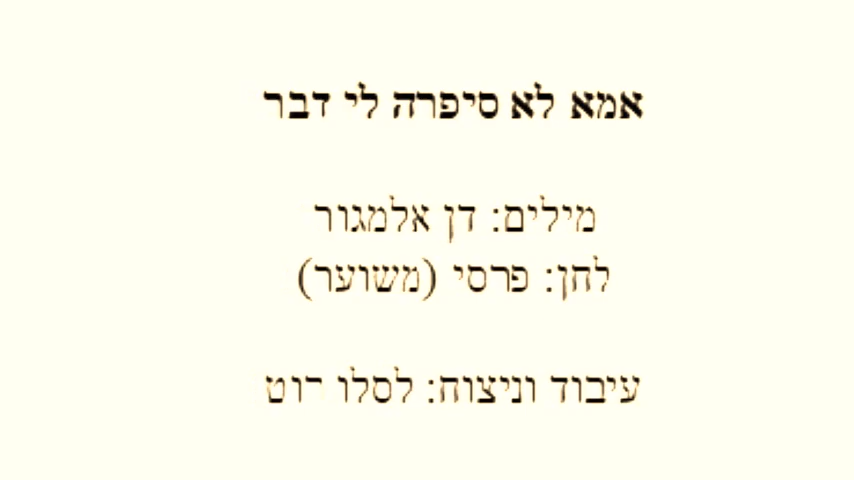 אמא לא סיפרה לי דבר
מילים: דן אלמגור
לחן: פרסי (משוער)
עיבוד וניצוח: לסלו רוט